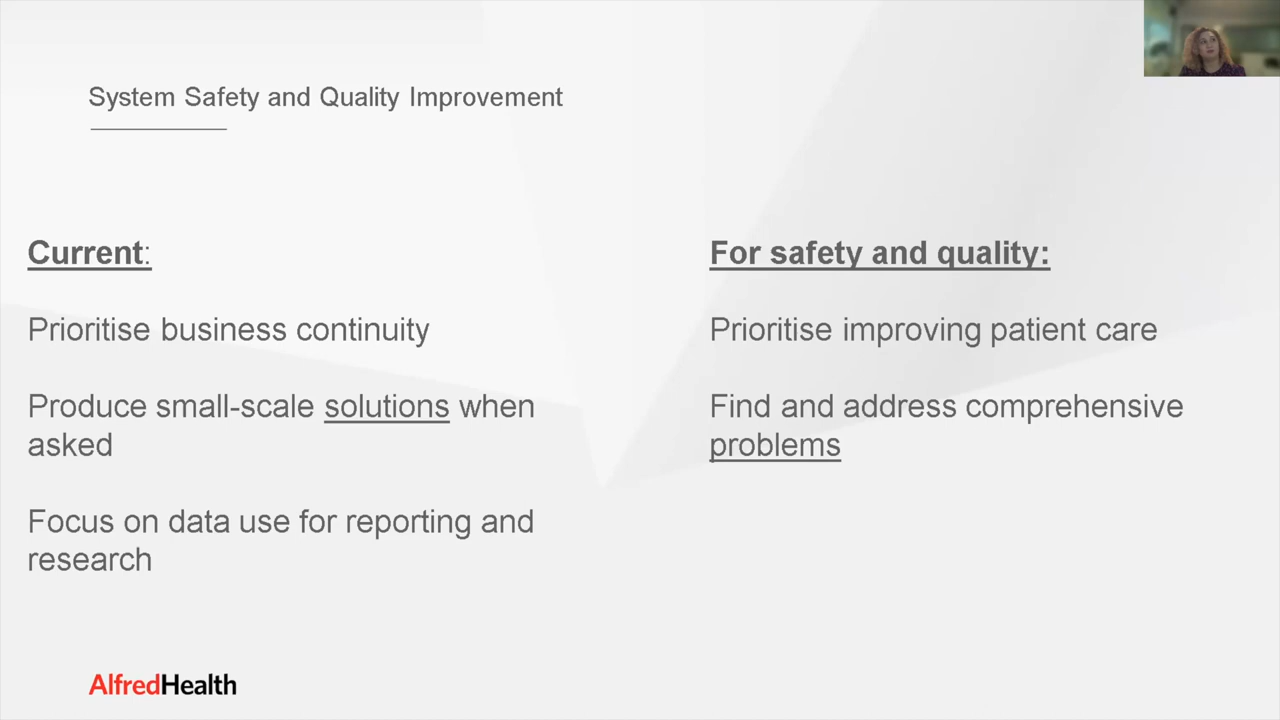 System Safety and Quality Improvement
Current:
Prioritise business continuity
Produce small-scale solutions when
asked
Focus on data use for reporting and
research
For safety and quality:
Prioritise improving patient care
Find and address comprehensive
problems
AlfredHealth